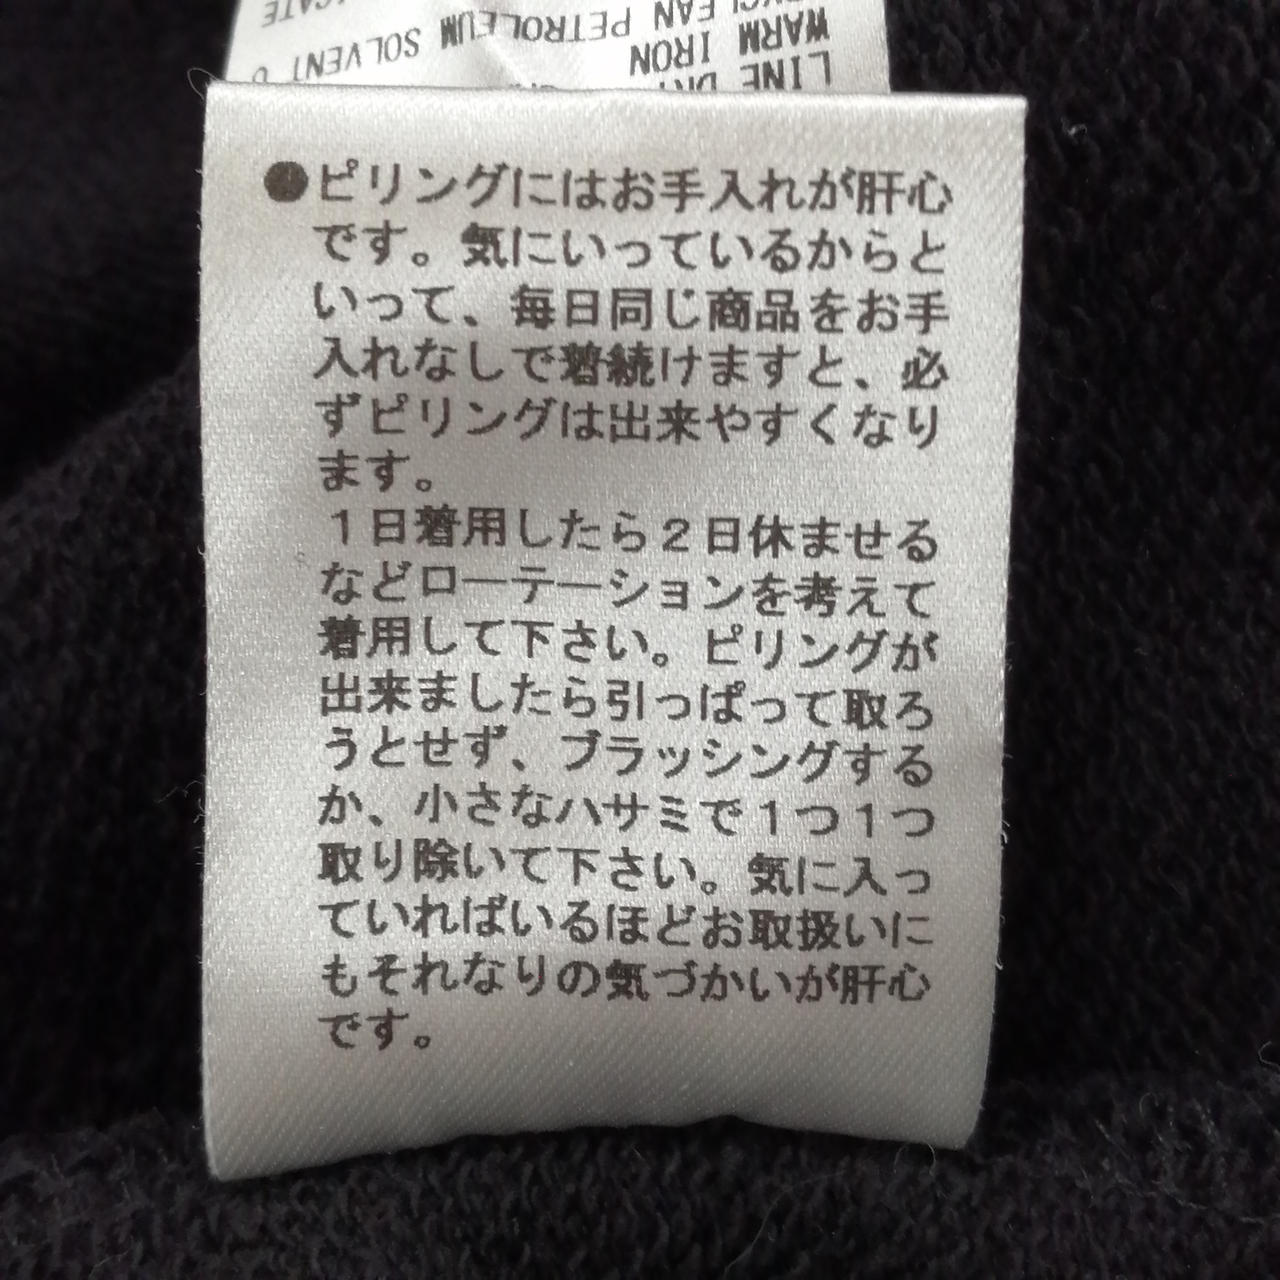 DELICATE
DRYCLEAN PETROLEUM SOLVENT O
WARM IRON
LINE DRY
●ピリングにはお手入れが肝心
です。気にいっているからと
いって、毎日同じ商品をお手
入れなしで着続けますと、必
ずピリングは出来やすくなり
ます。
１日着用したら２日休ませる
などローテーションを考えて
着用して下さい。ピリングが
出来ましたら引っぱって取ろ
うとせず、ブラッシングする
か、小さなハサミで１つ１つ
取り除いて下さい。気に入っ
ていればいるほどお取扱いに
もそれなりの気づかいが肝心
です。